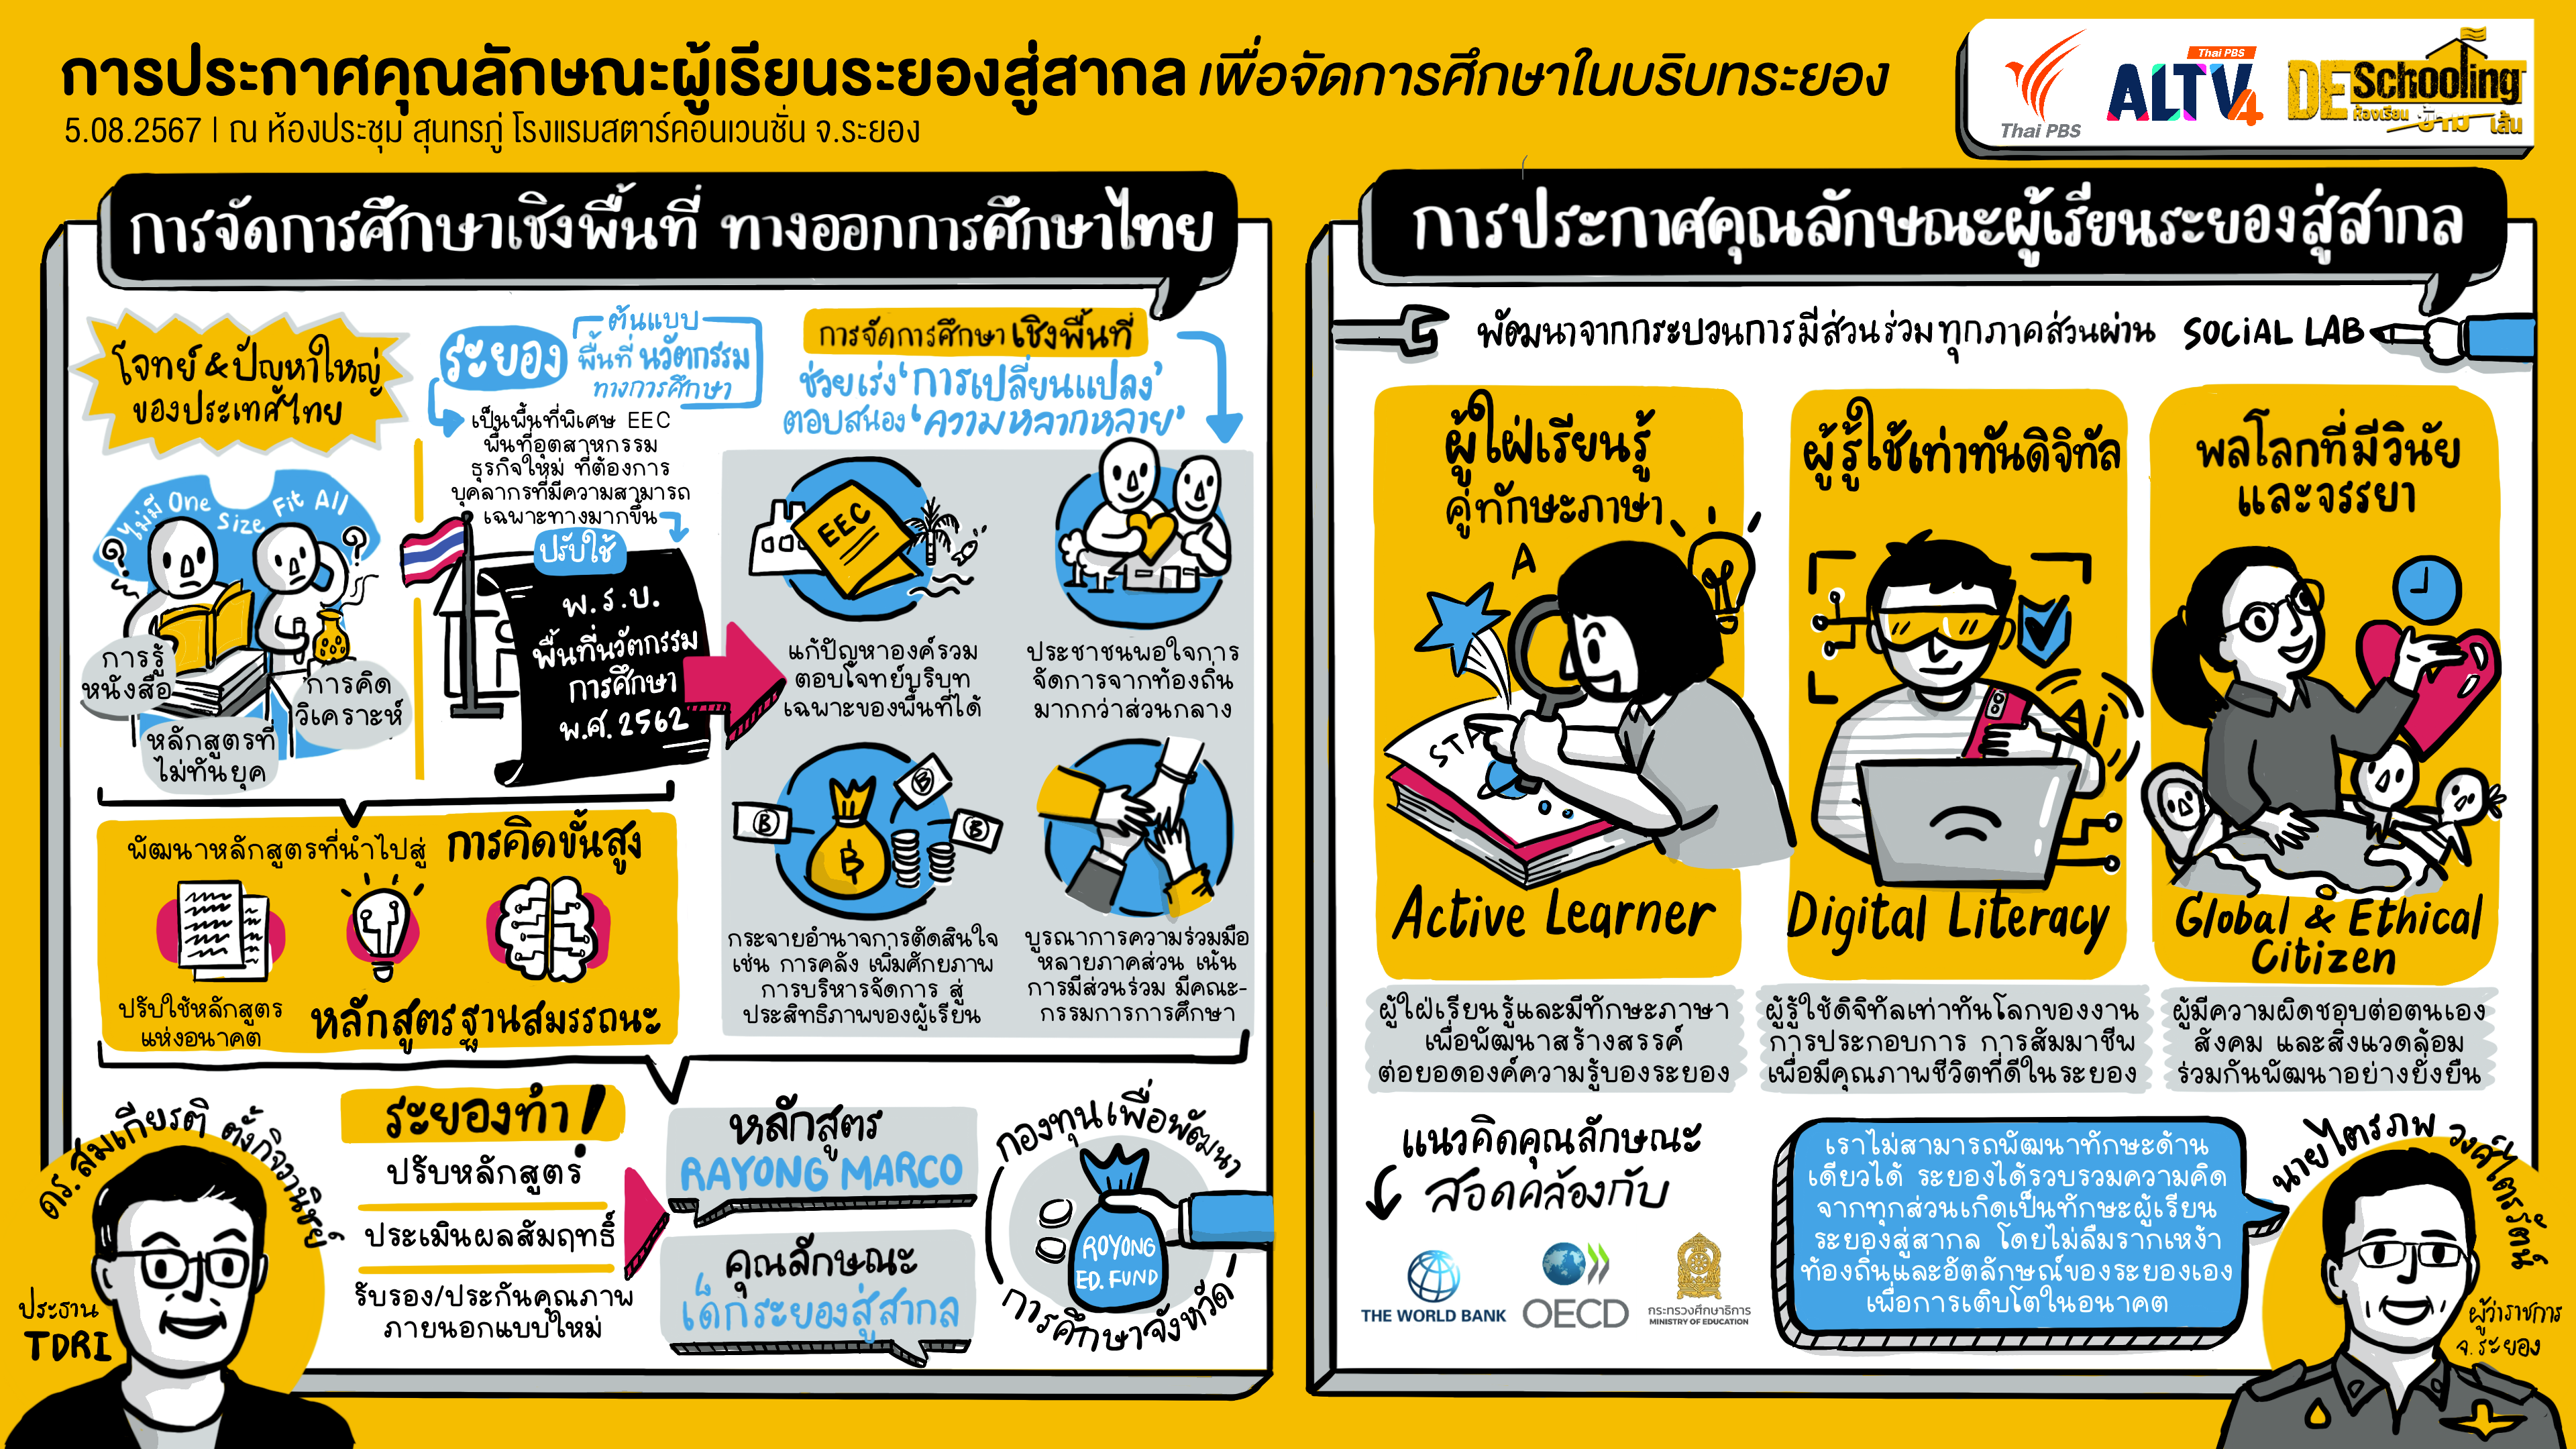 การประกาศคุณลักษณะผู้เรียนระยองสู่สากล เพื่อจัดการศึกษาในบริบทระยอง
5.08.2567 | ณ ห้องประชุม สุนทรภู่ โรงแรมสตาร์คอนเวนชั่น จ.ระยอง
Thai PBS
Thai PBS
ALTV4
DESchooling
ห้องเรียนข้ามเส้น
การจัดการศึกษาเชิงพื้นที่ ทางออกการศึกษาไทย
โจทย์ & ปัญหาใหญ่
ของประเทศไทย
ไม่มี One Size Fit All
การรู้
หนังสือ
การคิด
วิเคราะห์
หลักสูตรที่
ไม่ทันยุค
ระยอง
ต้นแบบ
พื้นที่ นวัตกรรม
ทางการศึกษา
เป็นพื้นที่พิเศษ EEC
พื้นที่อุตสาหกรรม
ธุรกิจใหม่ ที่ต้องการ
บุคลากรที่มีความสามารถ
เฉพาะทางมากขึ้น
ปรับใช้
พ.ร.บ.
พื้นที่นวัตกรรม
การศึกษา
พ.ศ. 2562
การจัดการศึกษา เชิงพื้นที่
ช่วยเร่ง 'การเปลี่ยนแปลง'
ตอบสนอง 'ความหลากหลาย'
EEC
แก้ปัญหาองค์รวม
ตอบโจทย์บริบท
เฉพาะของพื้นที่ได้
ประชาชนพอใจการ
จัดการจากท้องถิ่น
มากกว่าส่วนกลาง
B
B
B
฿
กระจายอำนาจการตัดสินใจ
เช่น การคลัง เพิ่มศักยภาพ
การบริหารจัดการ สู่
ประสิทธิภาพของผู้เรียน
บูรณาการความร่วมมือ
หลายภาคส่วน เน้น
การมีส่วนร่วม มีคณะ-
กรรมการการศึกษา
พัฒนาหลักสูตรที่นำไปสู่ การคิดขั้นสูง
ปรับใช้หลักสูตร
แห่งอนาคต
หลักสูตรฐานสมรรถนะ
ดร.สมเกียรติ ตั้งกิจวานิชย์
ประธาน
TDRI
ระยองทำ!
ปรับหลักสูตร
ประเมินผลสัมฤทธิ์
รับรอง/ประกันคุณภาพ
ภายนอกแบบใหม่
หลักสูตร
RAYONG MARCO
คุณลักษณะ
เด็กระยองสู่สากล
กองทุนเพื่อพัฒนา
ROYONG
ED. FUND
การศึกษาจังหวัด
การประกาศคุณลักษณะผู้เรียนระยองสู่สากล
พัฒนาจากกระบวนการมีส่วนร่วมทุกภาคส่วนผ่าน SOCiAL LAB
ผู้ใฝ่เรียนรู้
คู่ทักษะภาษา
A
STA
Active Learner
ผู้ใฝ่เรียนรู้และมีทักษะภาษา
เพื่อพัฒนาสร้างสรรค์
ต่อยอดองค์ความรู้ของระยอง
ผู้รู้ใช้เท่าทันดิจิทัล
Ai
Digital Literacy
ผู้รู้ใช้ดิจิทัลเท่าทันโลกของงาน
การประกอบการ การสัมมาชีพ
เพื่อมีคุณภาพชีวิตที่ดีในระยอง
พลโลกที่มีวินัย
และจรรยา
Global & Ethical
Citizen
ผู้มีความผิดชอบต่อตนเอง
สังคม และสิ่งแวดล้อม
ร่วมกันพัฒนาอย่างยั่งยืน
แนวคิดคุณลักษณะ
สอดคล้องกับ
THE WORLD BANK
OECD
กระทรวงศึกษาธิการ
MINISTRY OF EDUCATION
เราไม่สามารถพัฒนาทักษะด้าน
เดียวได้ ระยองได้รวบรวมความคิด
จากทุกส่วนเกิดเป็นทักษะผู้เรียน
ระยองสู่สากล โดยไม่ลืมรากเหง้า
ท้องถิ่นและอัตลักษณ์ของระยองเอง
เพื่อการเติบโตในอนาคต
นายไตรภพ วงศ์ไตรรัตน์
ผู้ว่าราชการ
จ.ระยอง